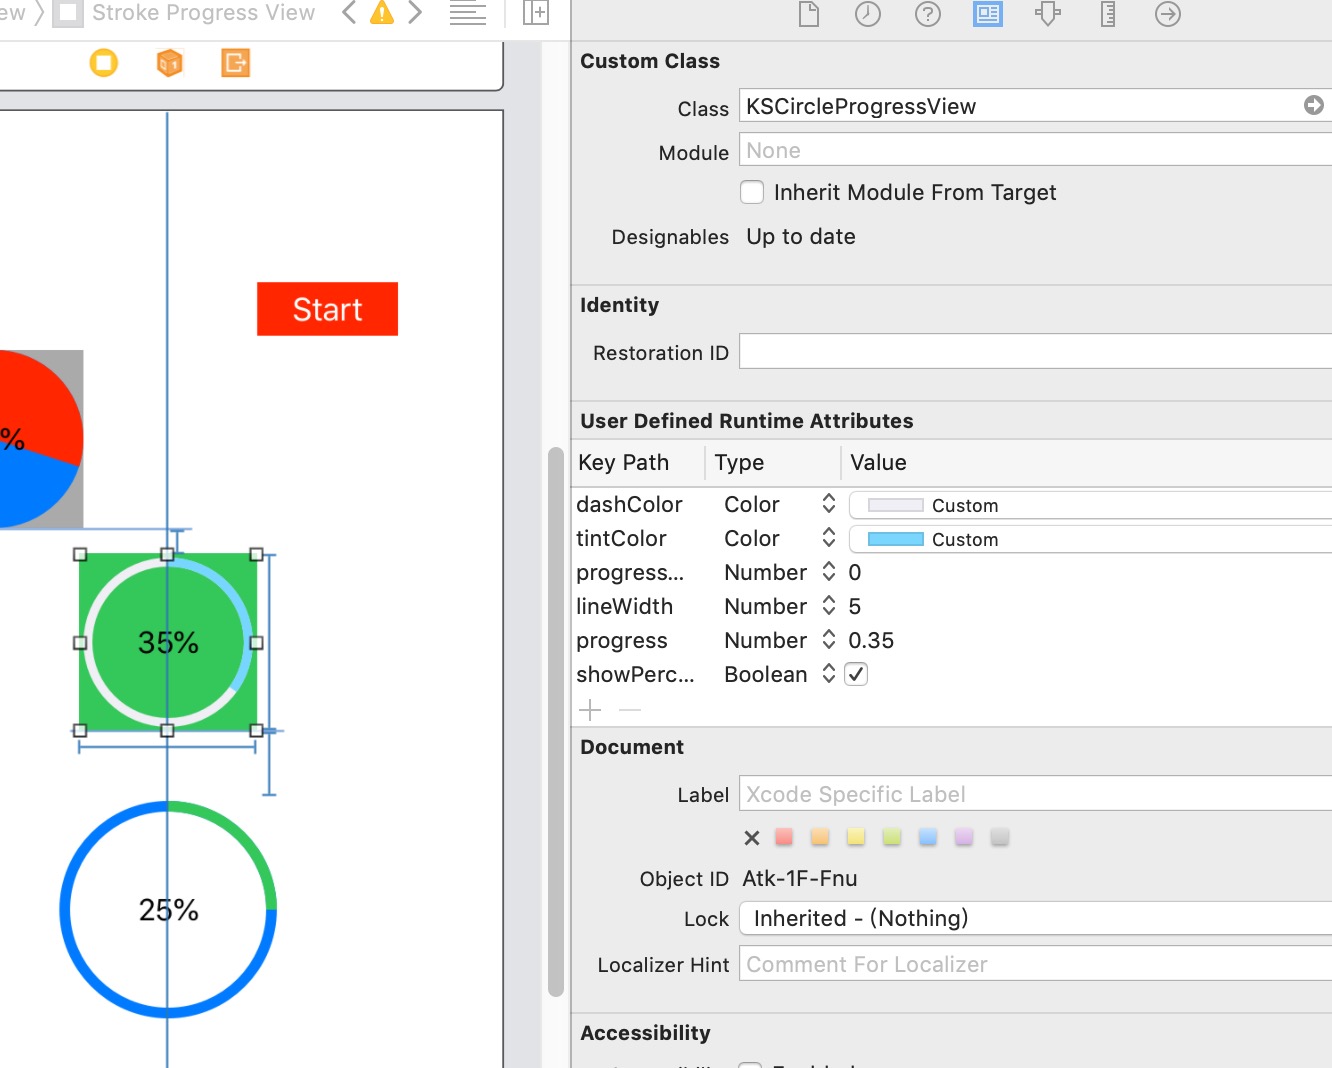 ew 〉 Stroke Progress View
Custom Class
Class KSCircleProgressView
Module None
Inherit Module From Target
Designables Up to date
Start
Identity
Restoration ID
User Defined Runtime Attributes
%
Key Path Type Value
dashColor Color Custom
tintColor Color Custom
progress... Number 0
lineWidth Number 5
35%
progress Number 0.35
showPerc... Boolean
Document
Label Xcode Specific Label
Object ID Atk-1F-Fnu
25%
Lock Inherited - (Nothing)
Localizer Hint Comment For Localizer
Accessibility